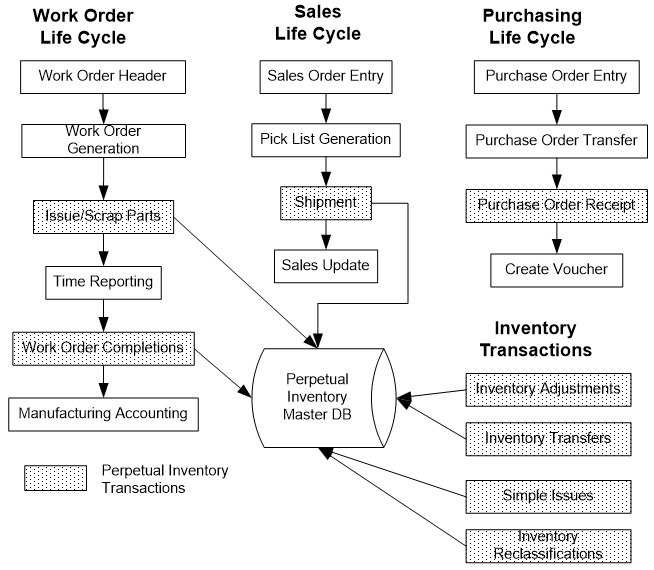 Work Order
Life Cycle
Work Order Header
Work Order
Generation
Issue/Scrap Parts
Time Reporting
Work Order Completions
Manufacturing Accounting
Perpetual Inventory
Transactions
Sales
Life Cycle
Sales Order Entry
Pick List Generation
Shipment
Sales Update
Perpetual
Inventory
Master DB
Purchasing
Life Cycle
Purchase Order Entry
Purchase Order Transfer
Purchase Order Receipt
Create Voucher
Inventory
Transactions
Inventory Adjustments
Inventory Transfers
Simple Issues
Inventory
Reclassifications